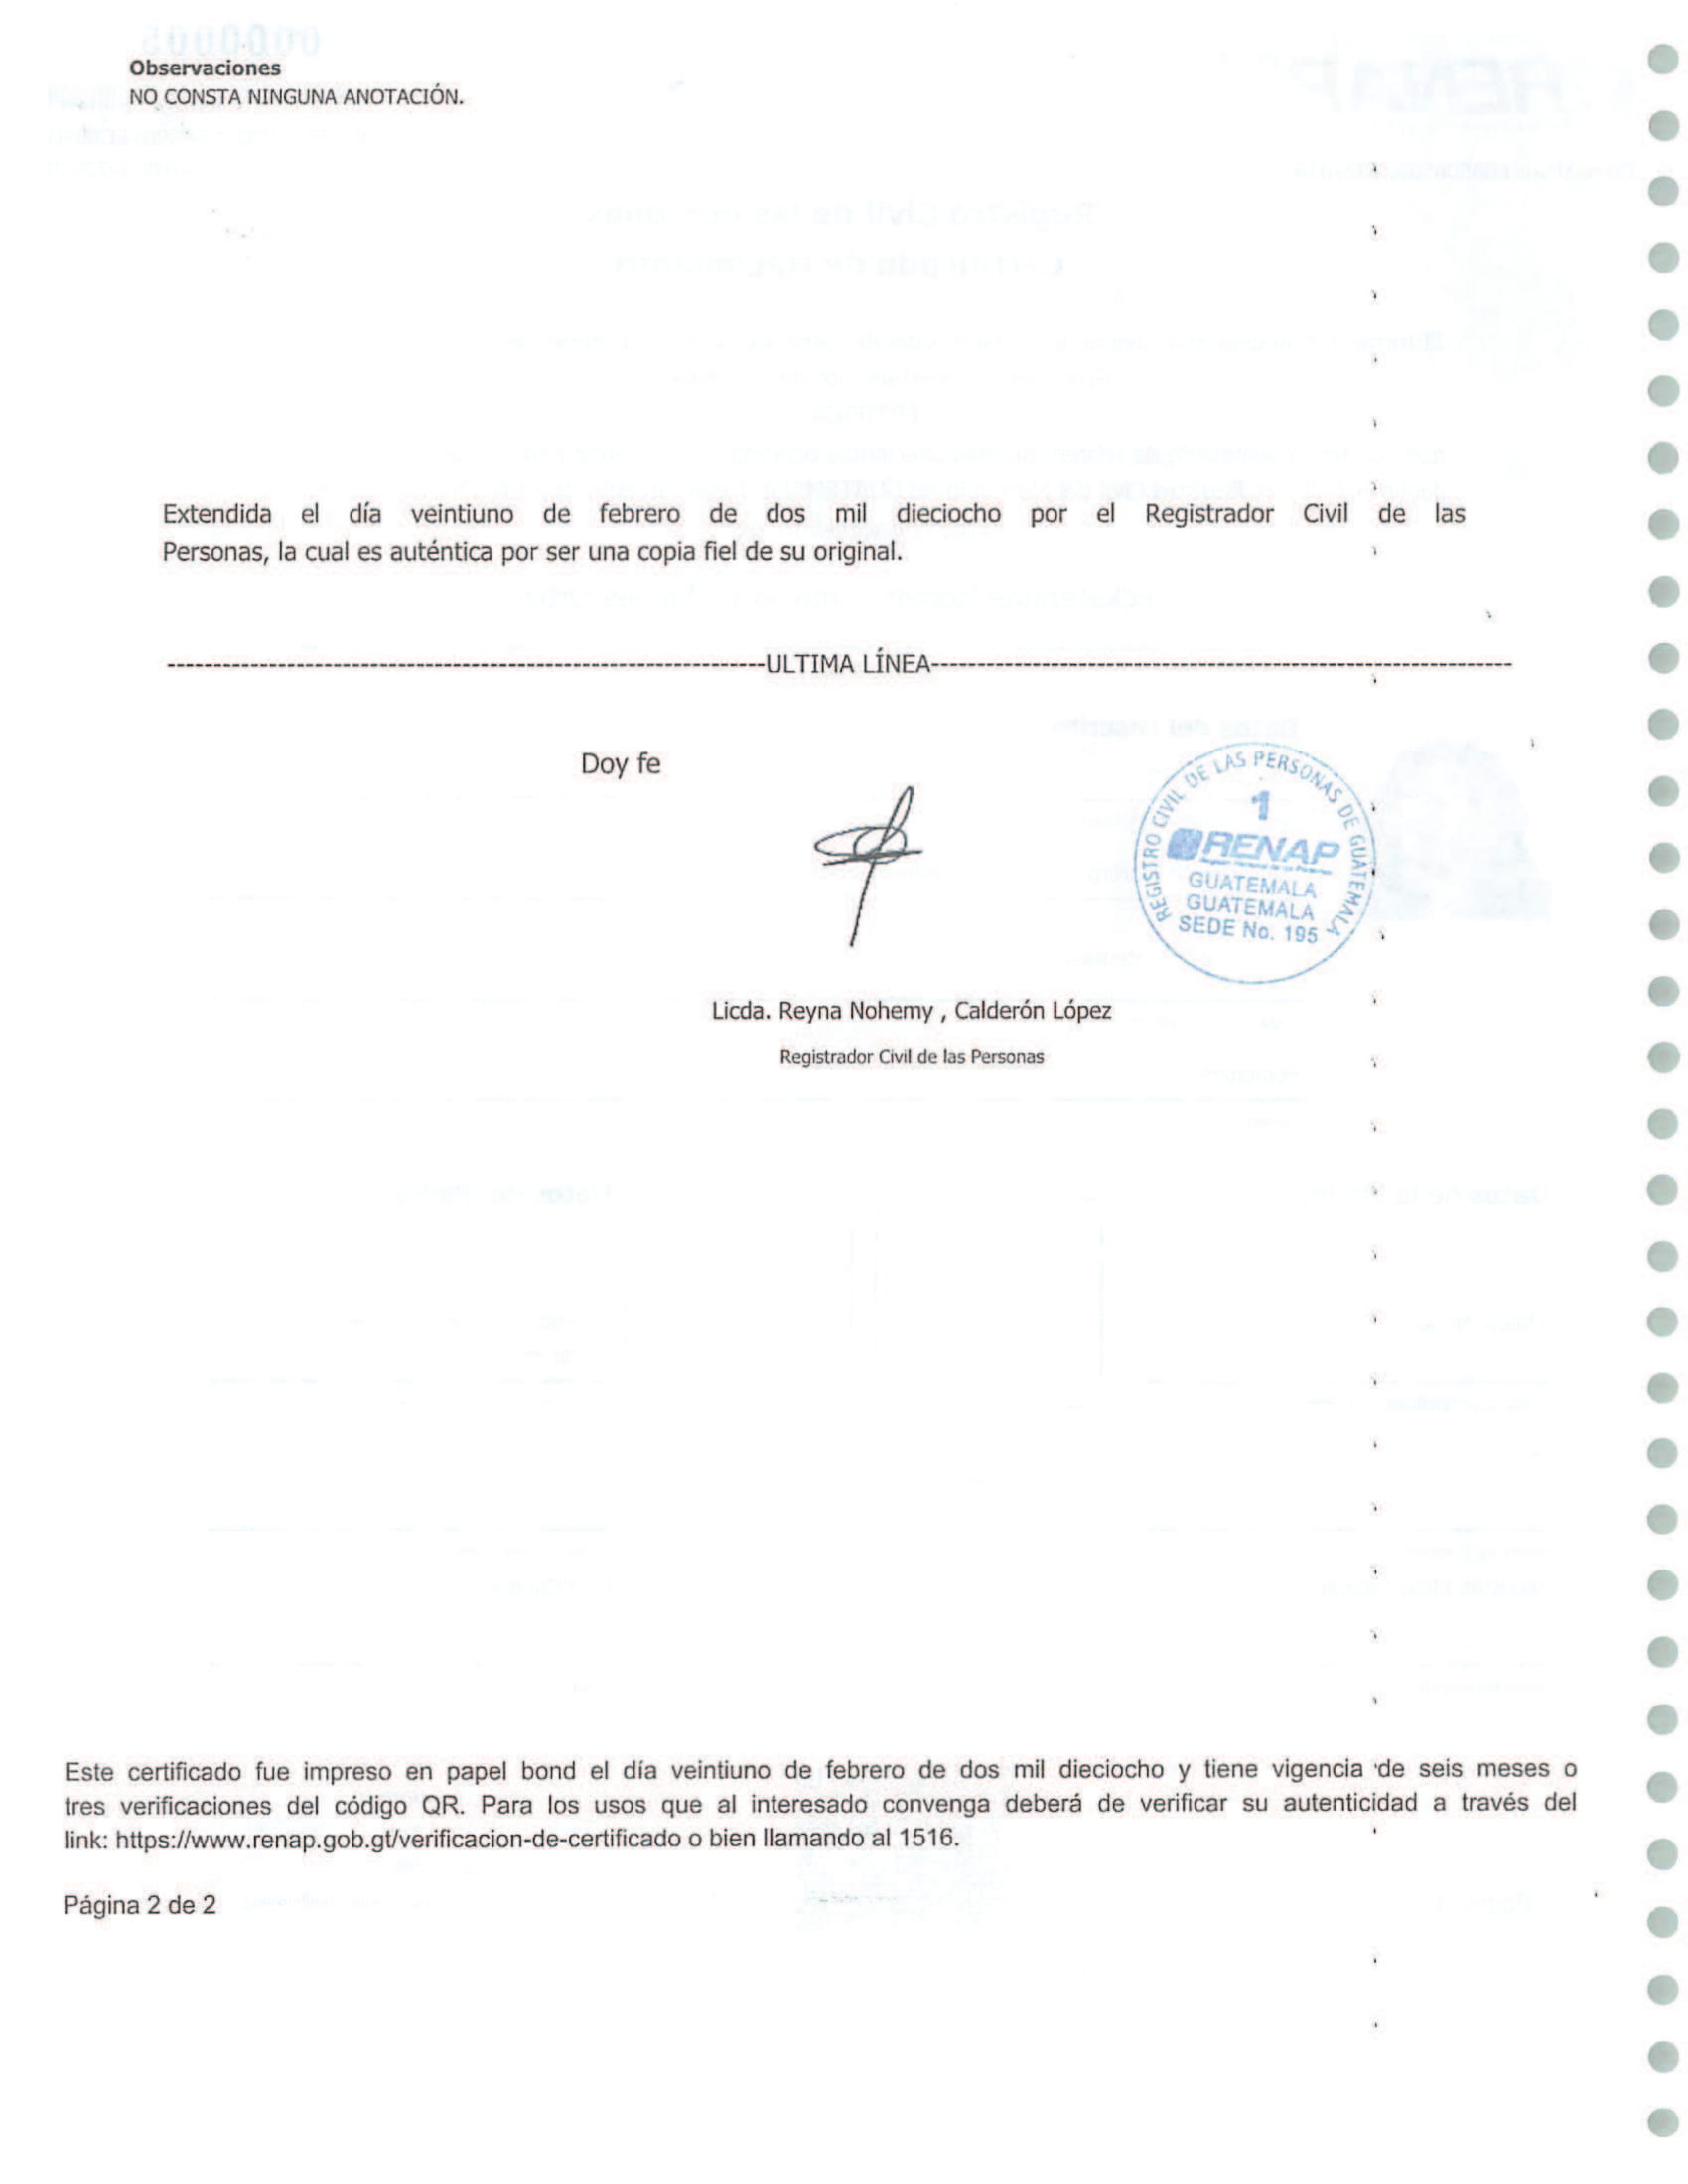 Observaciones
NO CONSTA NINGUNA ANOTACIÓN.
Extendida el día veintiuno de febrero de dos mil dieciocho por el Registrador Civil de las
Personas, la cual es auténtica por ser una copia fiel de su original.
-----------------------------------------------------------------ULTIMA LÍNEA---------------------------------------------------------------
Doy fe
REGISTRO CIVIL DE LAS PERSONAS DE GUATEMALA
1
RENAP
GUATEMALA
GUATEMALA
SEDE No. 195
Licda. Reyna Nohemy , Calderón López
Registrador Civil de las Personas
Este certificado fue impreso en papel bond el día veintiuno de febrero de dos mil dieciocho y tiene vigencia de seis meses o
tres verificaciones del código QR. Para los usos que al interesado convenga deberá de verificar su autenticidad a través del
link: https://www.renap.gob.gt/verificacion-de-certificado o bien llamando al 1516.
Página 2 de 2